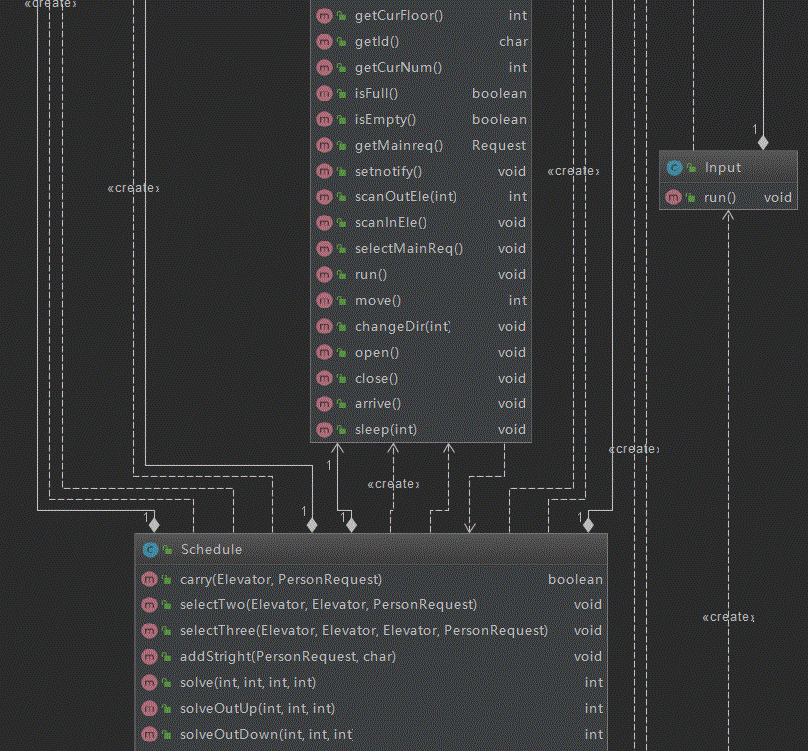 «create»
getCurFloor() int
getId() char
getCurNum() int
isFull() boolean
isEmpty() boolean
getMainreq() Request
setnotify() void
scanOutEle(int) int
scanInEle() void
selectMainReq() void
run() void
move() int
changeDir(int) void
open() void
close() void
arrive() void
sleep(int) void
«create»
«create»
1
Input
run() void
«create»
1
«create»
1
1
1
1
Schedule
carry(Elevator, PersonRequest) boolean
selectTwo(Elevator, Elevator, PersonRequest) void
selectThree(Elevator, Elevator, Elevator, PersonRequest) void
addStright(PersonRequest, char) void
solve(int, int, int, int) int
solveOutUp(int, int, int) int
solveOutDown(int, int, int int
«create»